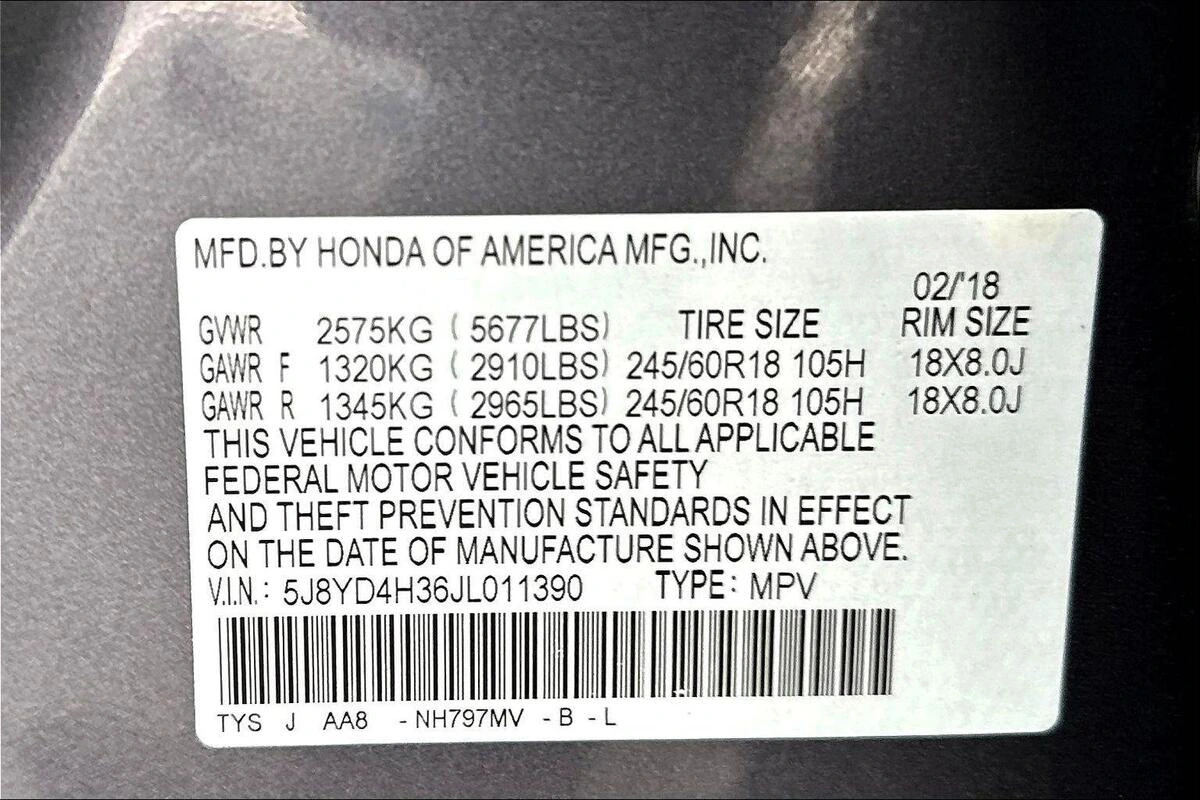 MFD.BY HONDA OF AMERICA MFG.,INC.
02/'18
GVWR 2575KG ( 5677LBS) TIRE SIZE RIM SIZE
GAWR F 1320KG ( 2910LBS) 245/60R18 105H 18X8.0J
GAWR R 1345KG ( 2965LBS) 245/60R18 105H 18X8.0J
THIS VEHICLE CONFORMS TO ALL APPLICABLE
FEDERAL MOTOR VEHICLE SAFETY
AND THEFT PREVENTION STANDARDS IN EFFECT
ON THE DATE OF MANUFACTURE SHOWN ABOVE.
V.I.N.: 5J8YD4H36JL011390 TYPE: MPV
TYS J AA8 -NH797MV -B -L